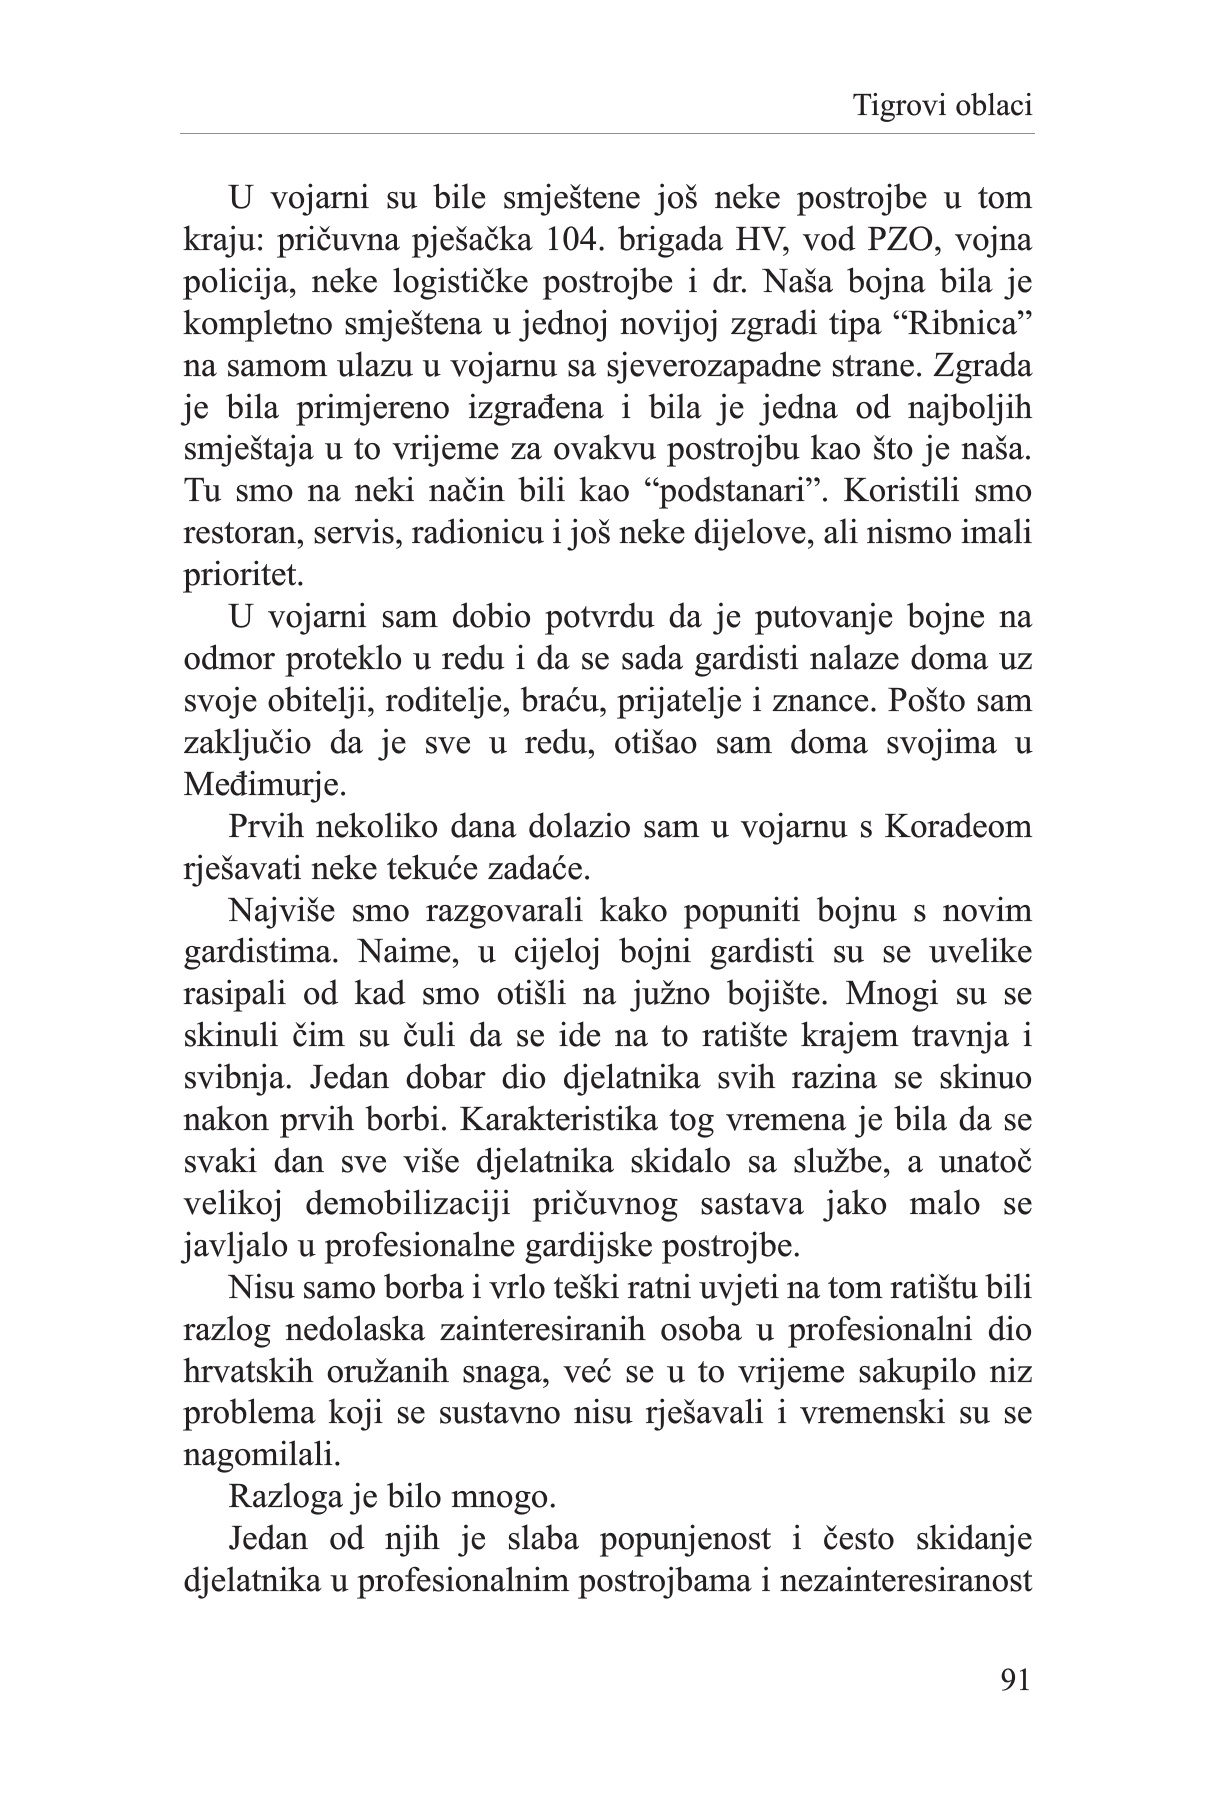 Tigrovi oblaci
U vojarni su bile smještene još neke postrojbe u tom
kraju: pričuvna pješačka 104. brigada HV, vod PZO, vojna
policija, neke logističke postrojbe i dr. Naša bojna bila je
kompletno smještena u jednoj novijoj zgradi tipa “Ribnica”
na samom ulazu u vojarnu sa sjeverozapadne strane. Zgrada
je bila primjereno izgrađena i bila je jedna od najboljih
smještaja u to vrijeme za ovakvu postrojbu kao što je naša.
Tu smo na neki način bili kao “podstanari”. Koristili smo
restoran, servis, radionicu i još neke dijelove, ali nismo imali
prioritet.
U vojarni sam dobio potvrdu da je putovanje bojne na
odmor proteklo u redu i da se sada gardisti nalaze doma uz
svoje obitelji, roditelje, braću, prijatelje i znance. Pošto sam
zaključio da je sve u redu, otišao sam doma svojima u
Međimurje.
Prvih nekoliko dana dolazio sam u vojarnu s Koradeom
rješavati neke tekuće zadaće.
Najviše smo razgovarali kako popuniti bojnu s novim
gardistima. Naime, u cijeloj bojni gardisti su se uvelike
rasipali od kad smo otišli na južno bojište. Mnogi su se
skinuli čim su čuli da se ide na to ratište krajem travnja i
svibnja. Jedan dobar dio djelatnika svih razina se skinuo
nakon prvih borbi. Karakteristika tog vremena je bila da se
svaki dan sve više djelatnika skidalo sa službe, a unatoč
velikoj demobilizaciji pričuvnog sastava jako malo se
javljalo u profesionalne gardijske postrojbe.
Nisu samo borba i vrlo teški ratni uvjeti na tom ratištu bili
razlog nedolaska zainteresiranih osoba u profesionalni dio
hrvatskih oružanih snaga, već se u to vrijeme sakupilo niz
problema koji se sustavno nisu rješavali i vremenski su se
nagomilali.
Razloga je bilo mnogo.
Jedan od njih je slaba popunjenost i često skidanje
djelatnika u profesionalnim postrojbama i nezainteresiranost
91